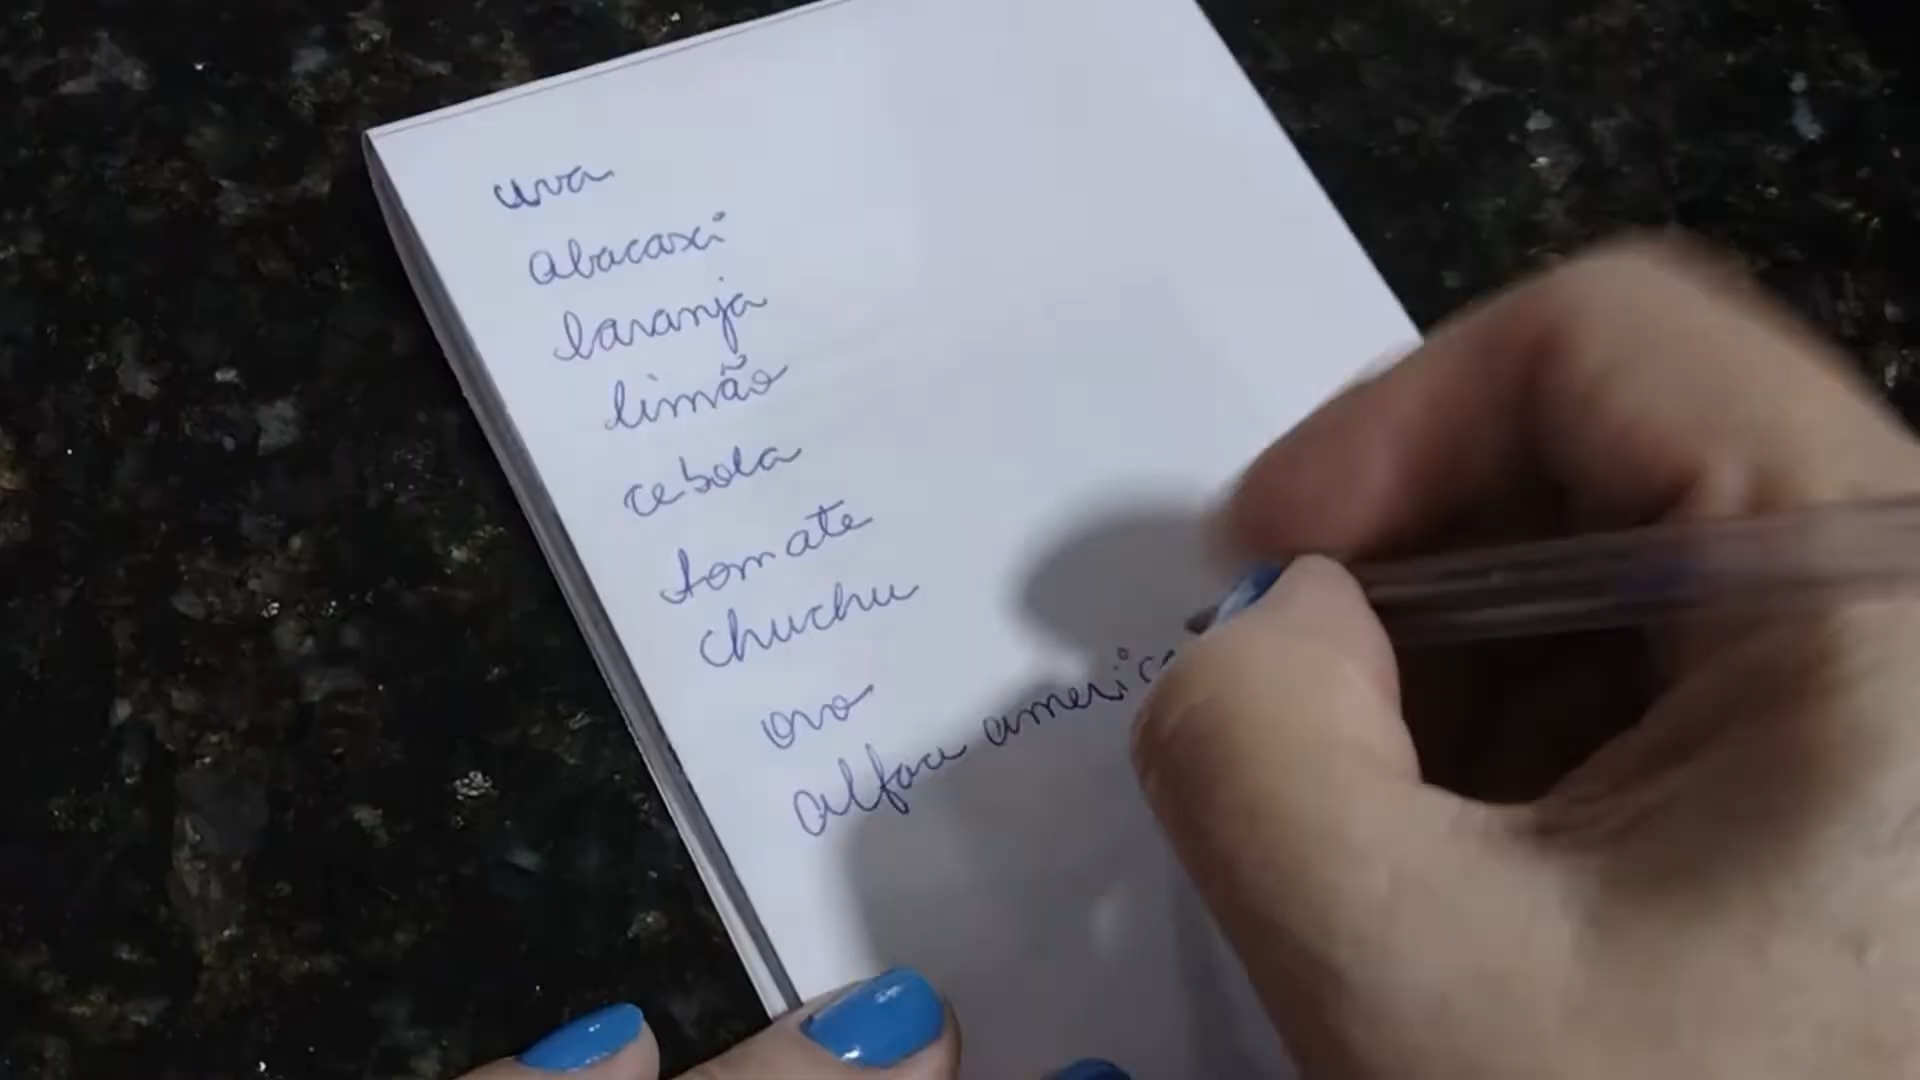 uva
abacaxi
laranja
limão
cebola
tomate
chuchu
ovo
alface